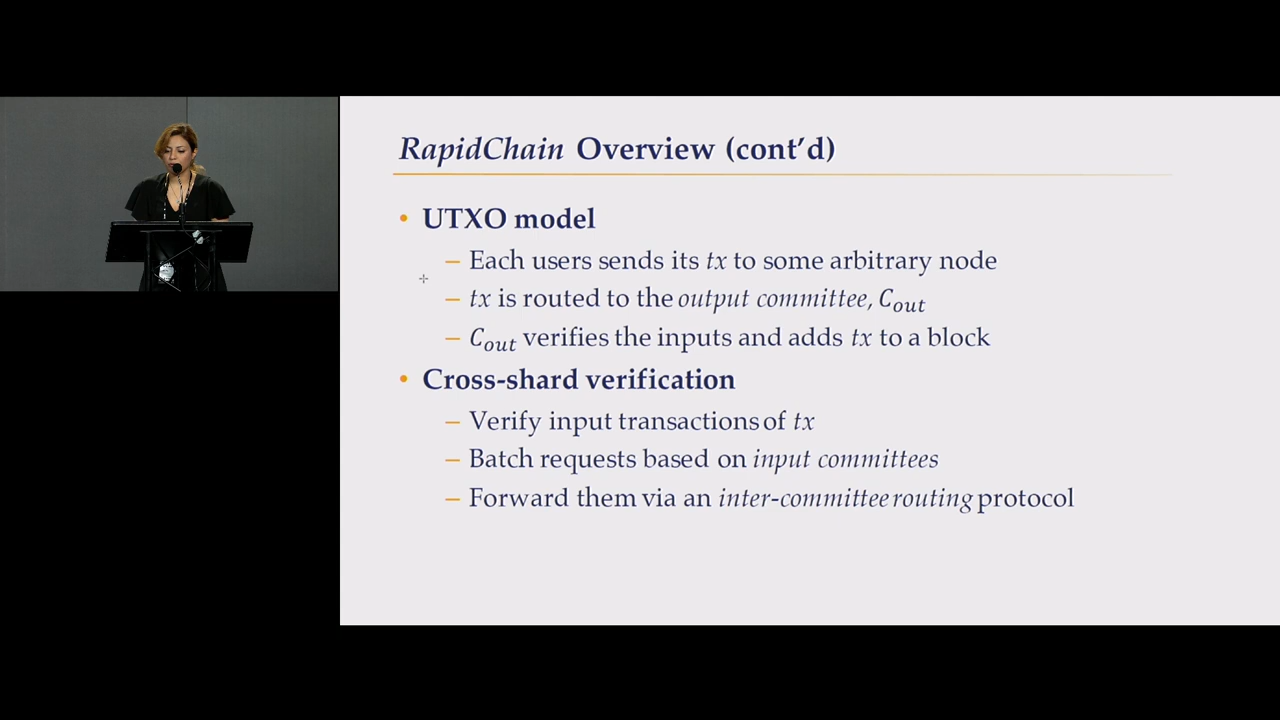 RapidChain Overview (cont’d)
• UTXO model
– Each users sends its tx to some arbitrary node
– tx is routed to the output committee, Cout
– Cout verifies the inputs and adds tx to a block
• Cross-shard verification
– Verify input transactions of tx
– Batch requests based on input committees
– Forward them via an inter-committee routing protocol